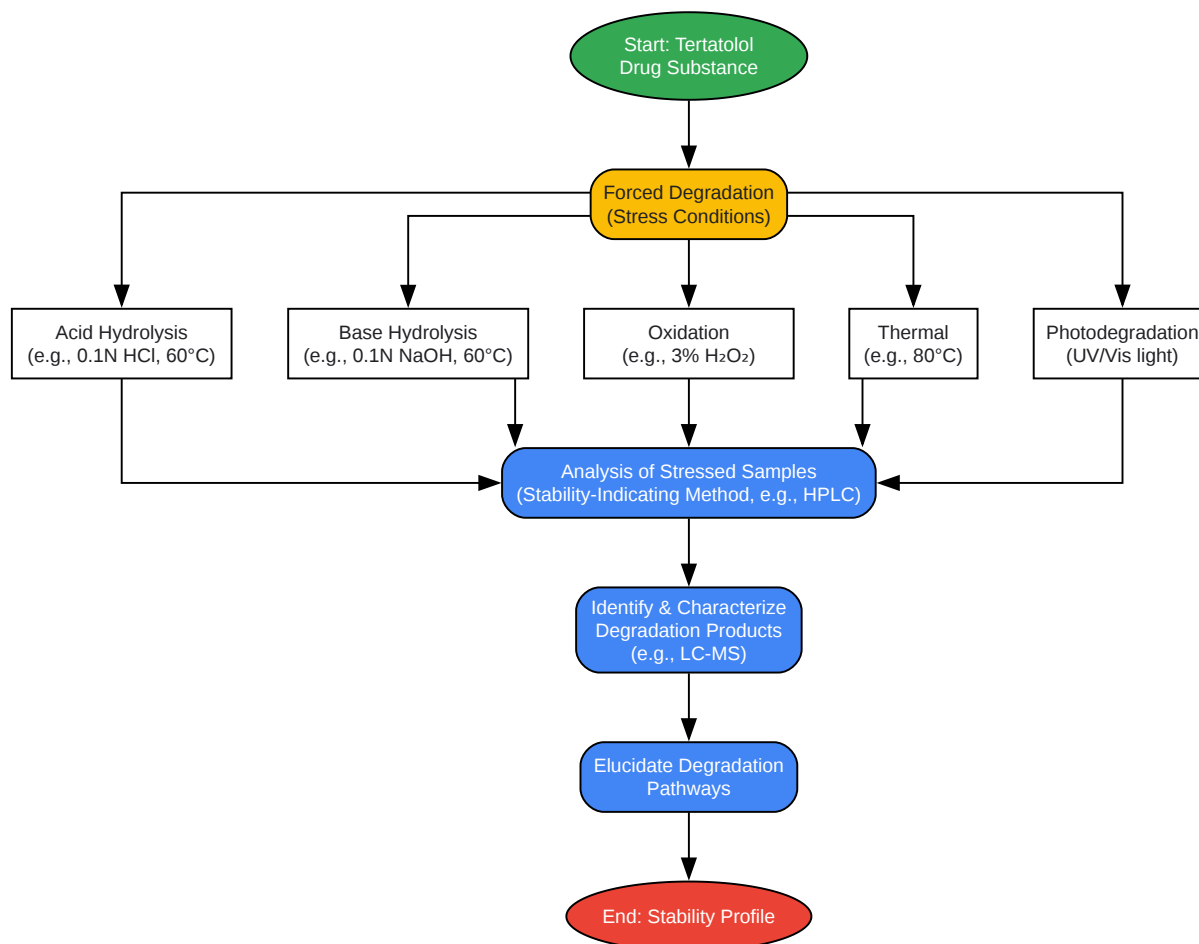 Start: Tertatolol
Drug Substance
Forced Degradation
(Stress Conditions)
Acid Hydrolysis
(e.g., 0.1N HCl, 60°C)
Base Hydrolysis
(e.g., 0.1N NaOH, 60°C)
Oxidation
(e.g., 3% H₂O₂)
Thermal
(e.g., 80°C)
Photodegradation
(UV/Vis light)
Analysis of Stressed Samples
(Stability-Indicating Method, e.g., HPLC)
Identify & Characterize
Degradation Products
(e.g., LC-MS)
Elucidate Degradation
Pathways
End: Stability Profile